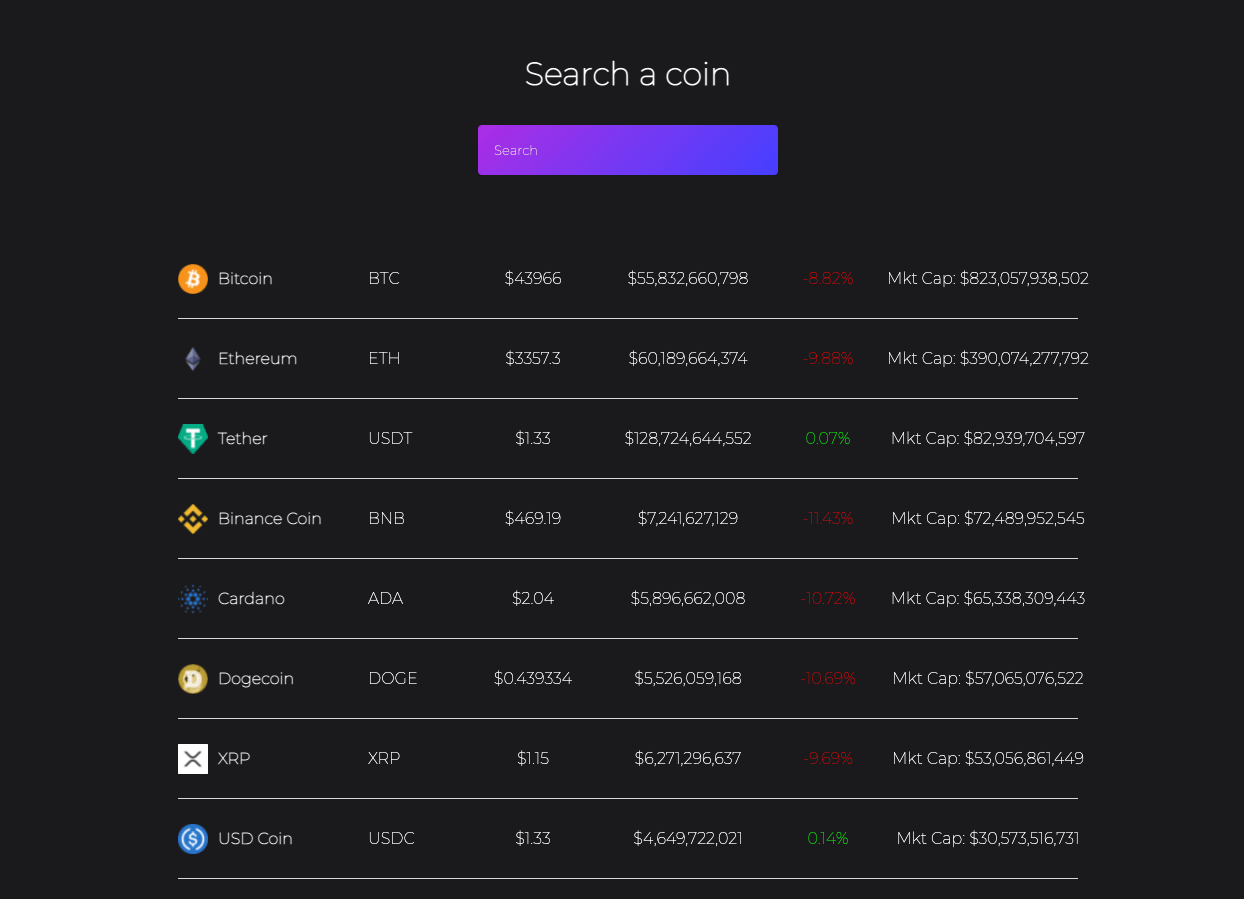 Search a coin
Search
Bitcoin BTC $43966 $55,832,660,798 -8.82% Mkt Cap: $823,057,938,502
Ethereum ETH $3357.3 $60,189,664,374 -9.88% Mkt Cap: $390,074,277,792
Tether USDT $1.33 $128,724,644,552 0.07% Mkt Cap: $82,939,704,597
Binance Coin BNB $469.19 $7,241,627,129 -11.43% Mkt Cap: $72,489,952,545
Cardano ADA $2.04 $5,896,662,008 -10.72% Mkt Cap: $65,338,309,443
Dogecoin DOGE $0.439334 $5,526,059,168 -10.69% Mkt Cap: $57,065,076,522
XRP XRP $1.15 $6,271,296,637 -9.69% Mkt Cap: $53,056,861,449
USD Coin USDC $1.33 $4,649,722,021 0.14% Mkt Cap: $30,573,516,731